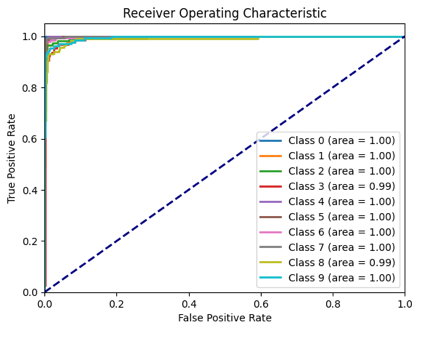 Receiver Operating Characteristic
True Positive Rate
1.0
0.8
0.6
0.4
0.2
0.0
Class 0 (area = 1.00)
Class 1 (area = 1.00)
Class 2 (area = 1.00)
Class 3 (area = 0.99)
Class 4 (area = 1.00)
Class 5 (area = 1.00)
Class 6 (area = 1.00)
Class 7 (area = 1.00)
Class 8 (area = 0.99)
Class 9 (area = 1.00)
0.0 0.2 0.4 0.6 0.8 1.0
False Positive Rate